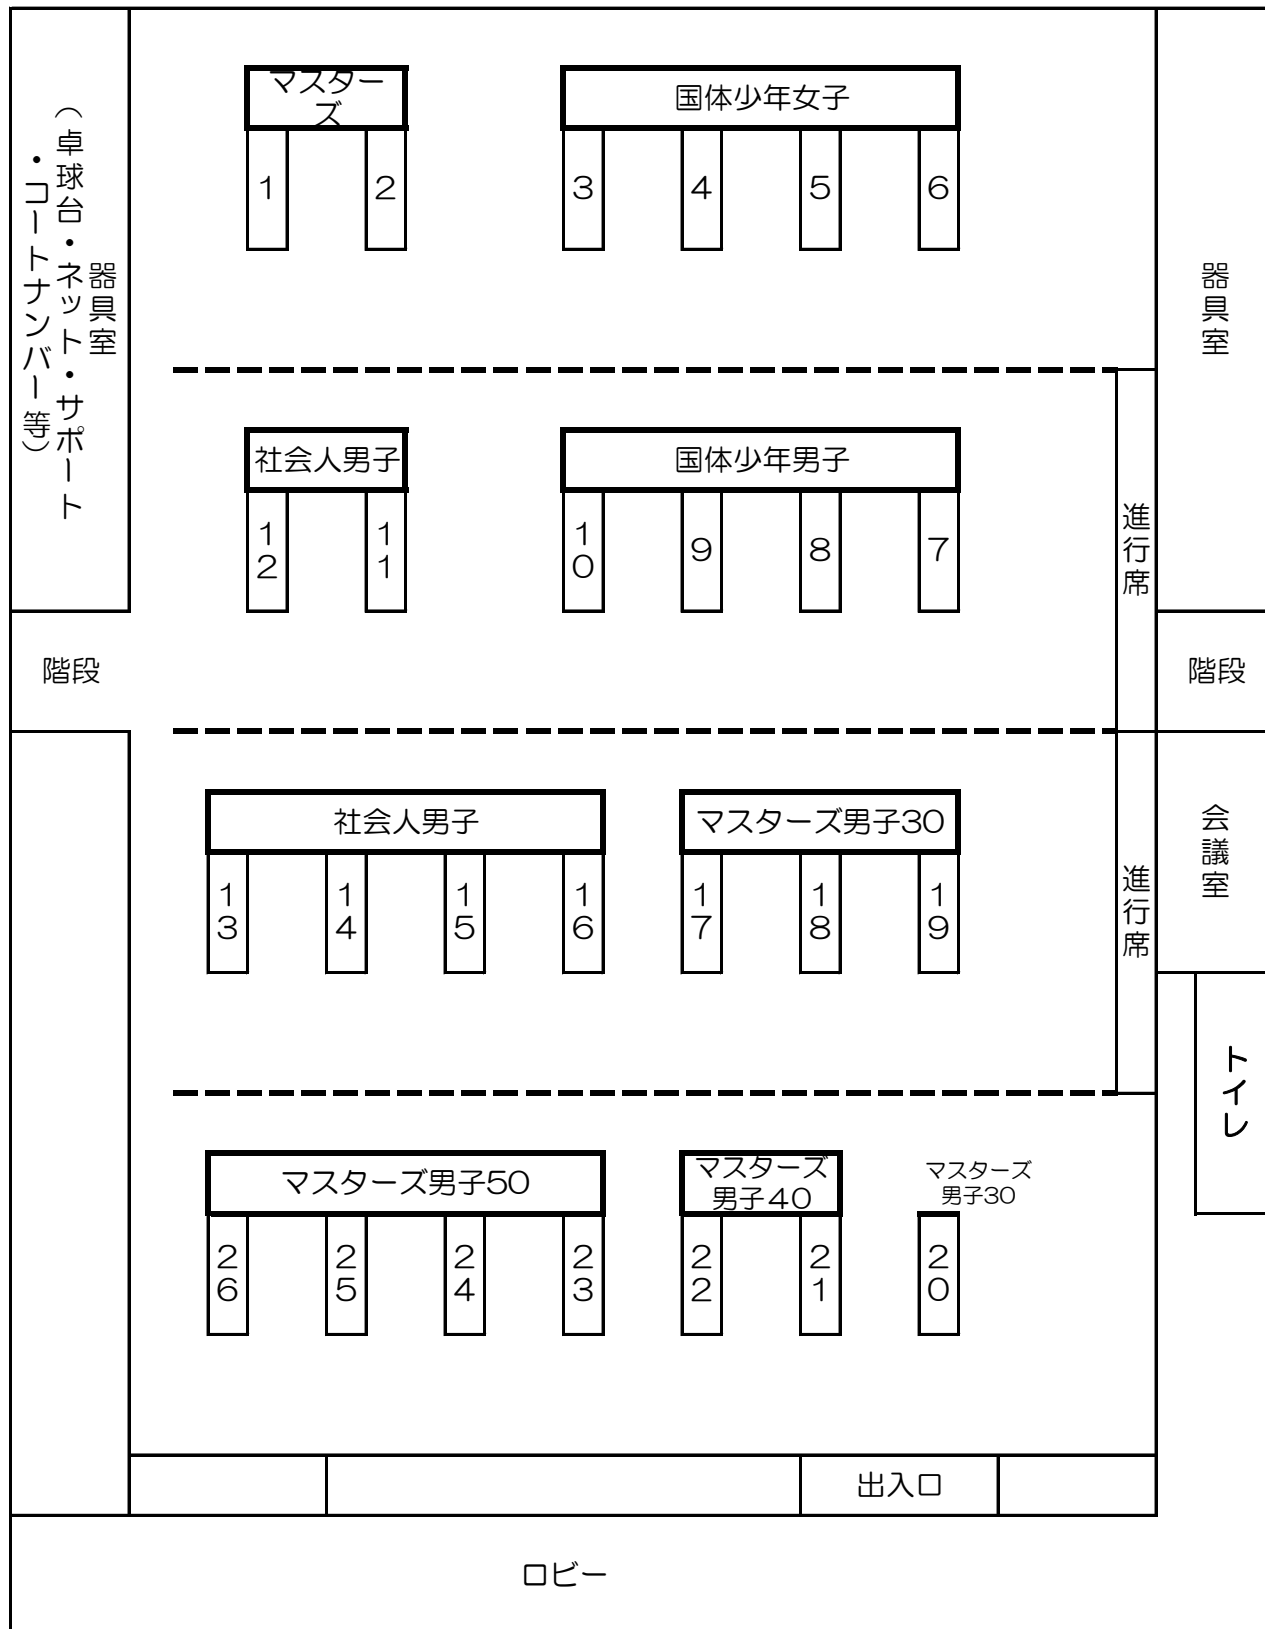 マスター
ズ
国体少年女子
1
2
3
4
5
6
器具室
(卓球台・ネット・サポート
・コートナンバー等)
器具室
社会人男子
国体少年男子
12
11
10
9
8
7
進行席
階段
階段
社会人男子
マスターズ男子30
13
14
15
16
17
18
19
進行席
会議室
トイレ
マスターズ男子50
マスターズ
男子40
マスターズ
男子30
26
25
24
23
22
21
20
出入口
ロビー